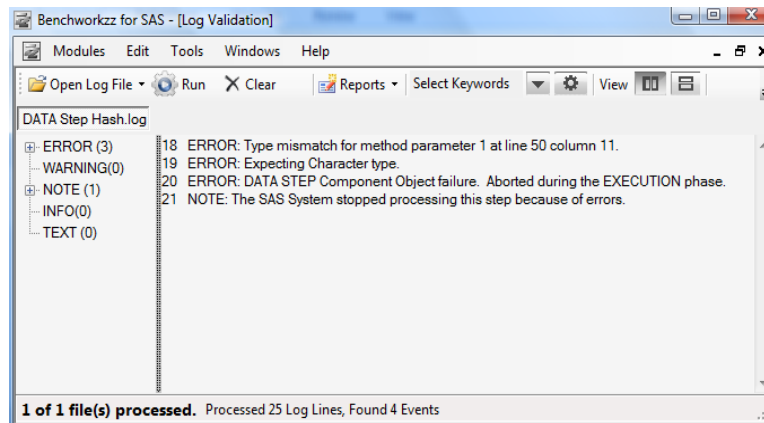 Benchworkzz for SAS - [Log Validation]
Modules Edit Tools Windows Help
Open Log File Run Clear Reports Select Keywords View
DATA Step Hash.log
ERROR (3)
WARNING(0)
NOTE (1)
INFO(0)
TEXT (0)
18 ERROR: Type mismatch for method parameter 1 at line 50 column 11.
19 ERROR: Expecting Character type.
20 ERROR: DATA STEP Component Object failure. Aborted during the EXECUTION phase.
21 NOTE: The SAS System stopped processing this step because of errors.
1 of 1 file(s) processed. Processed 25 Log Lines, Found 4 Events